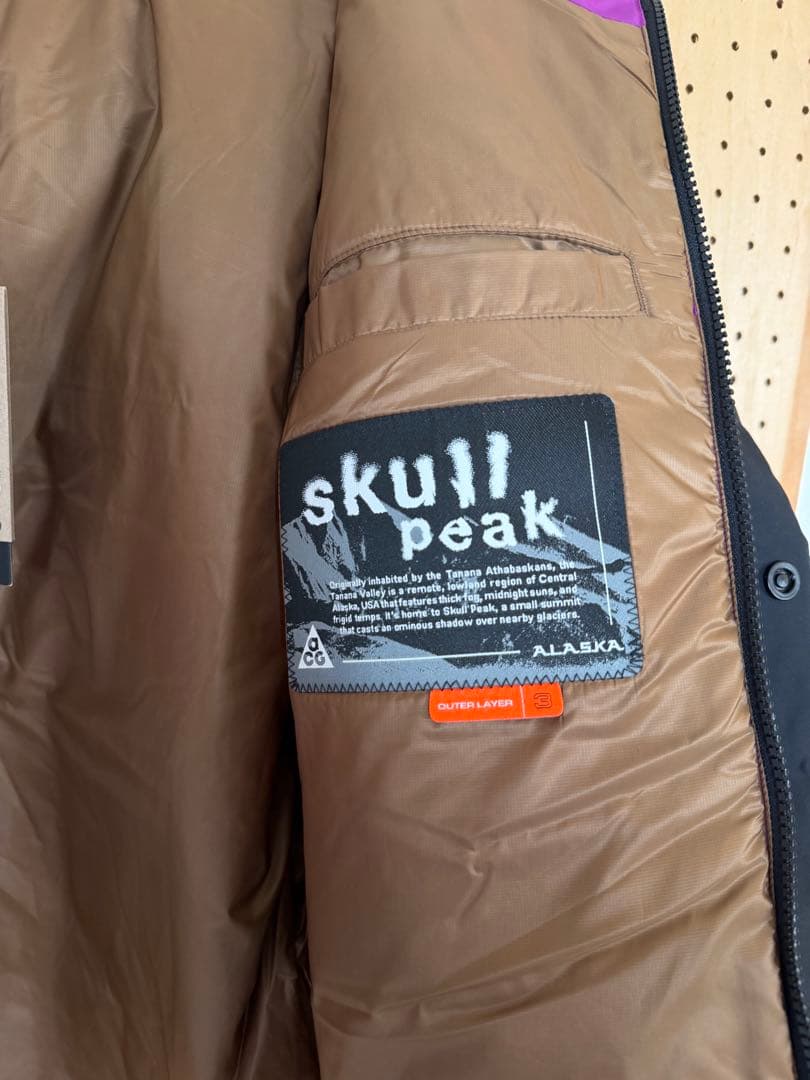 skull
peak
Originally inhabited by the Tanana Athabaskans, the
Tanana Valley is a remote, lowland region of Central
Alaska, USA that features thick fog, midnight suns, and
frigid temps. It's home to Skull Peak, a small summit
that casts an ominous shadow over nearby glaciers.
aCG
ALASKA
OUTER LAYER 3